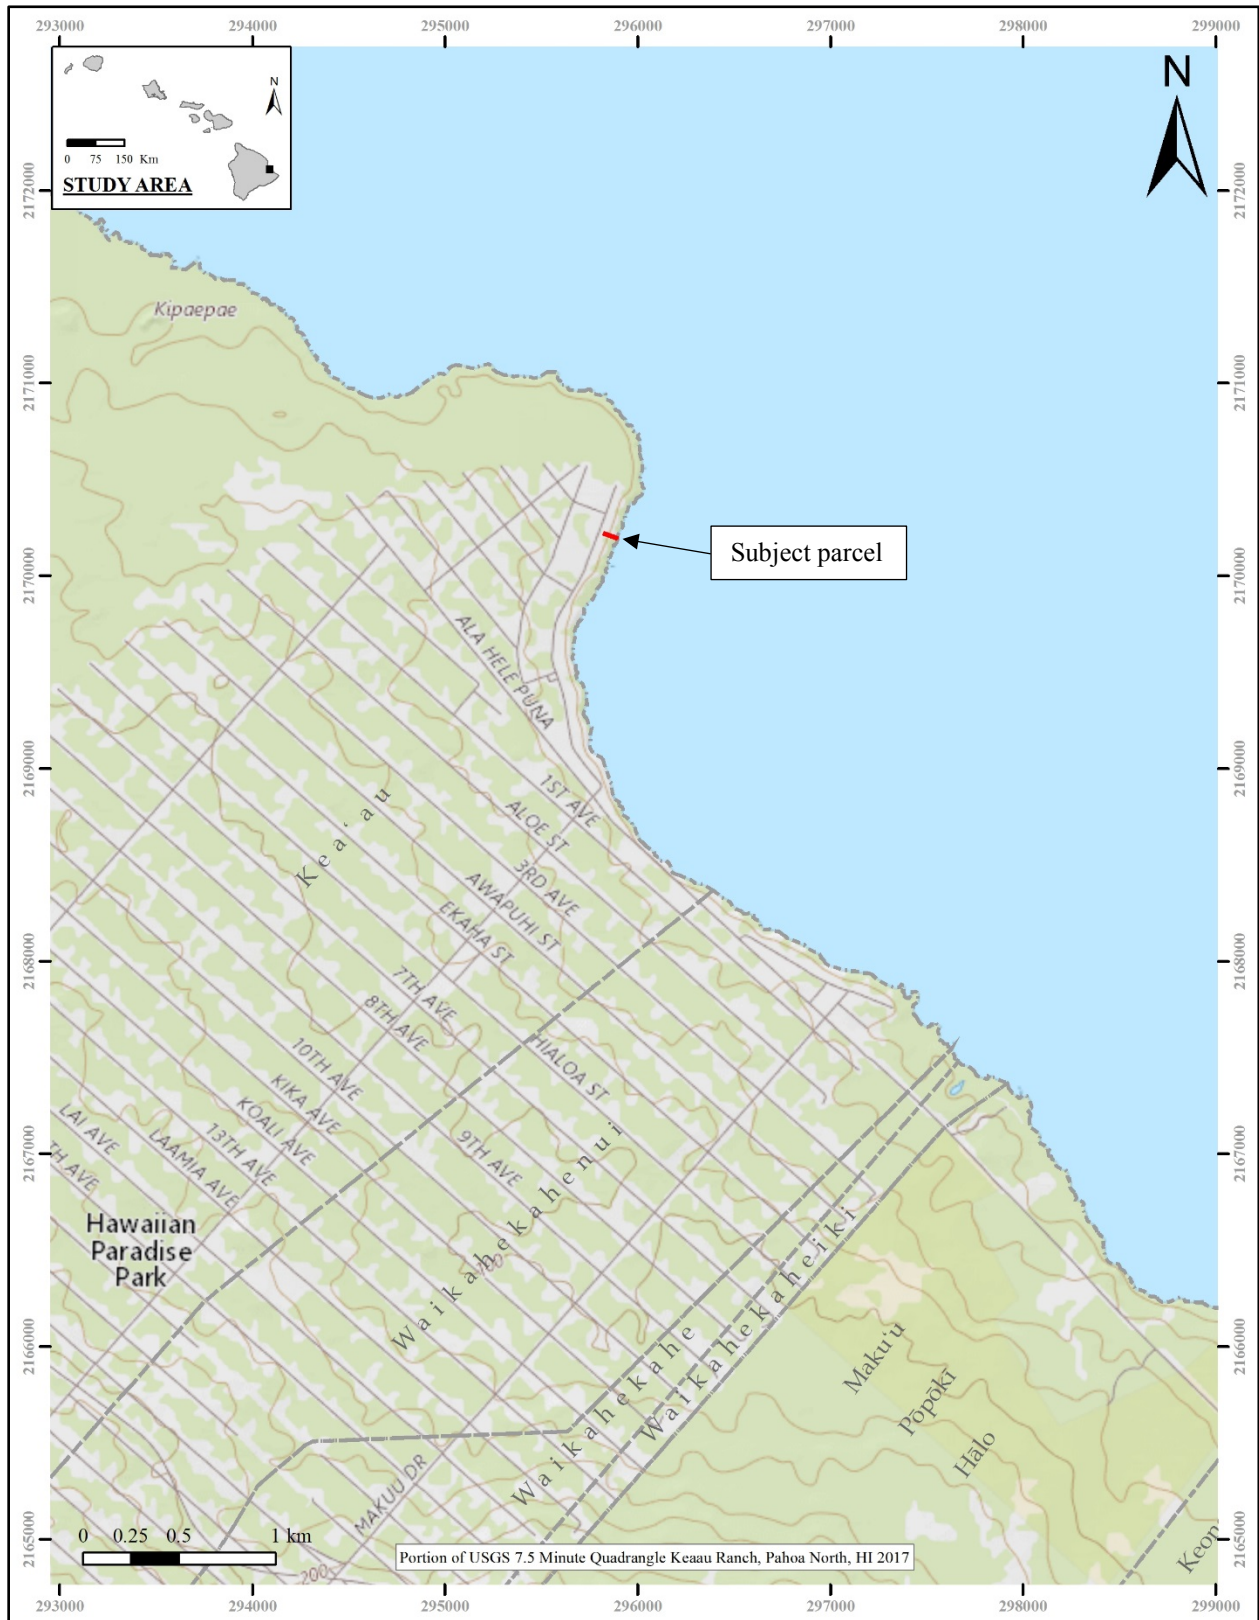 293000 294000 295000 296000 297000 298000 299000
N
N
0 75 150 Km
STUDY AREA
2172000
2172000
Kipaepae
2171000
2171000
Subject parcel
2170000
2170000
ALA HELE PUNA
2169000
2169000
1ST AVE
ALOE ST
3RD AVE
AWAPUHI ST
EKAHA ST
Keaʻau
2168000
2168000
7TH AVE
8TH AVE
HIALOA ST
10TH AVE
KIKA AVE
KOALI AVE
13TH AVE
LAAMIA AVE
LAI AVE
TH AVE
9TH AVE
2167000
2167000
Hawaiian
Paradise
Park
Waikahekahenui
Waikahekahe
Waikahekaheiki
2166000
2166000
Makuʻu
Pōpōkī
Hālo
Keon
MAKUU DR
200
2165000
2165000
0 0.25 0.5 1 km
Portion of USGS 7.5 Minute Quadrangle Keaau Ranch, Pahoa North, HI 2017
293000 294000 295000 296000 297000 298000 299000